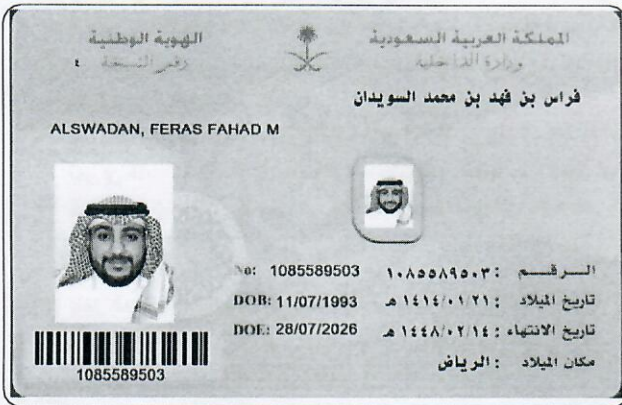 المملكة العربية السعودية
وزارة الداخلية
الهوية الوطنية
رقم النسخة ٤
فراس بن فهد بن محمد السويدان
ALSWADAN, FERAS FAHAD M
No: 1085589503 الرقم : ١٠٨٥٥٨٩٥٠٣
DOB: 11/07/1993 تاريخ الميلاد : ١٤١٤/٠١/٢١ هـ
DOE: 28/07/2026 تاريخ الانتهاء : ١٤٤٨/٠٢/١٤ هـ
مكان الميلاد : الرياض
1085589503